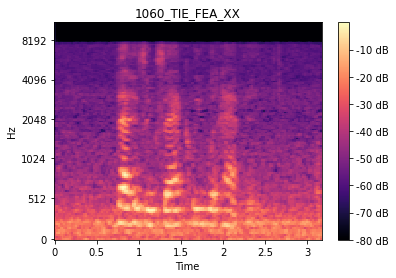 1060_TIE_FEA_XX
8192
4096
2048
1024
512
0
Hz
0
0.5
1
1.5
2
2.5
3
Time
-10 dB
-20 dB
-30 dB
-40 dB
-50 dB
-60 dB
-70 dB
-80 dB